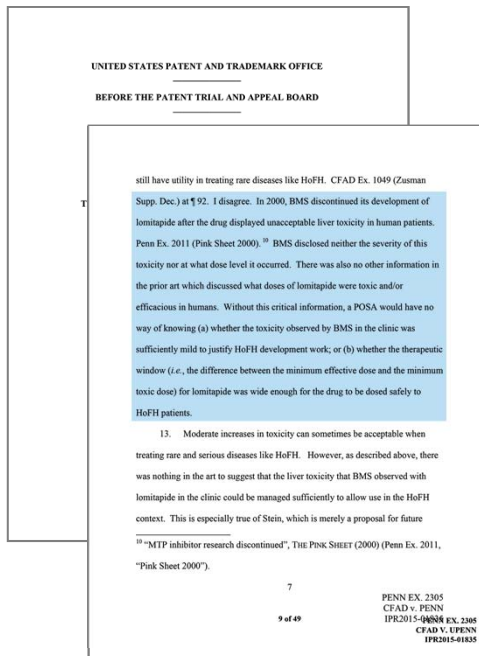 UNITED STATES PATENT AND TRADEMARK OFFICE
BEFORE THE PATENT TRIAL AND APPEAL BOARD
T
still have utility in treating rare diseases like HoFH. CFAD Ex. 1049 (Zusman
Supp. Dec.) at ¶ 92. I disagree. In 2000, BMS discontinued its development of
lomitapide after the drug displayed unacceptable liver toxicity in human patients.
Penn Ex. 2011 (Pink Sheet 2000). 10 BMS disclosed neither the severity of this
toxicity nor at what dose level it occurred. There was also no other information in
the prior art which discussed what doses of lomitapide were toxic and/or
efficacious in humans. Without this critical information, a POSA would have no
way of knowing (a) whether the toxicity observed by BMS in the clinic was
sufficiently mild to justify HoFH development work; or (b) whether the therapeutic
window (i.e., the difference between the minimum effective dose and the minimum
toxic dose) for lomitapide was wide enough for the drug to be dosed safely to
HoFH patients.
13. Moderate increases in toxicity can sometimes be acceptable when
treating rare and serious diseases like HoFH. However, as described above, there
was nothing in the art to suggest that the liver toxicity that BMS observed with
lomitapide in the clinic could be managed sufficiently to allow use in the HoFH
context. This is especially true of Stein, which is merely a proposal for future
10 "MTP inhibitor research discontinued", THE PINK SHEET (2000) (Penn Ex. 2011,
"Pink Sheet 2000").
7
PENN EX. 2305
CFAD v. PENN
9 of 49
PENN EX. 2305
CFAD V. UPENN
IPR2015-01835